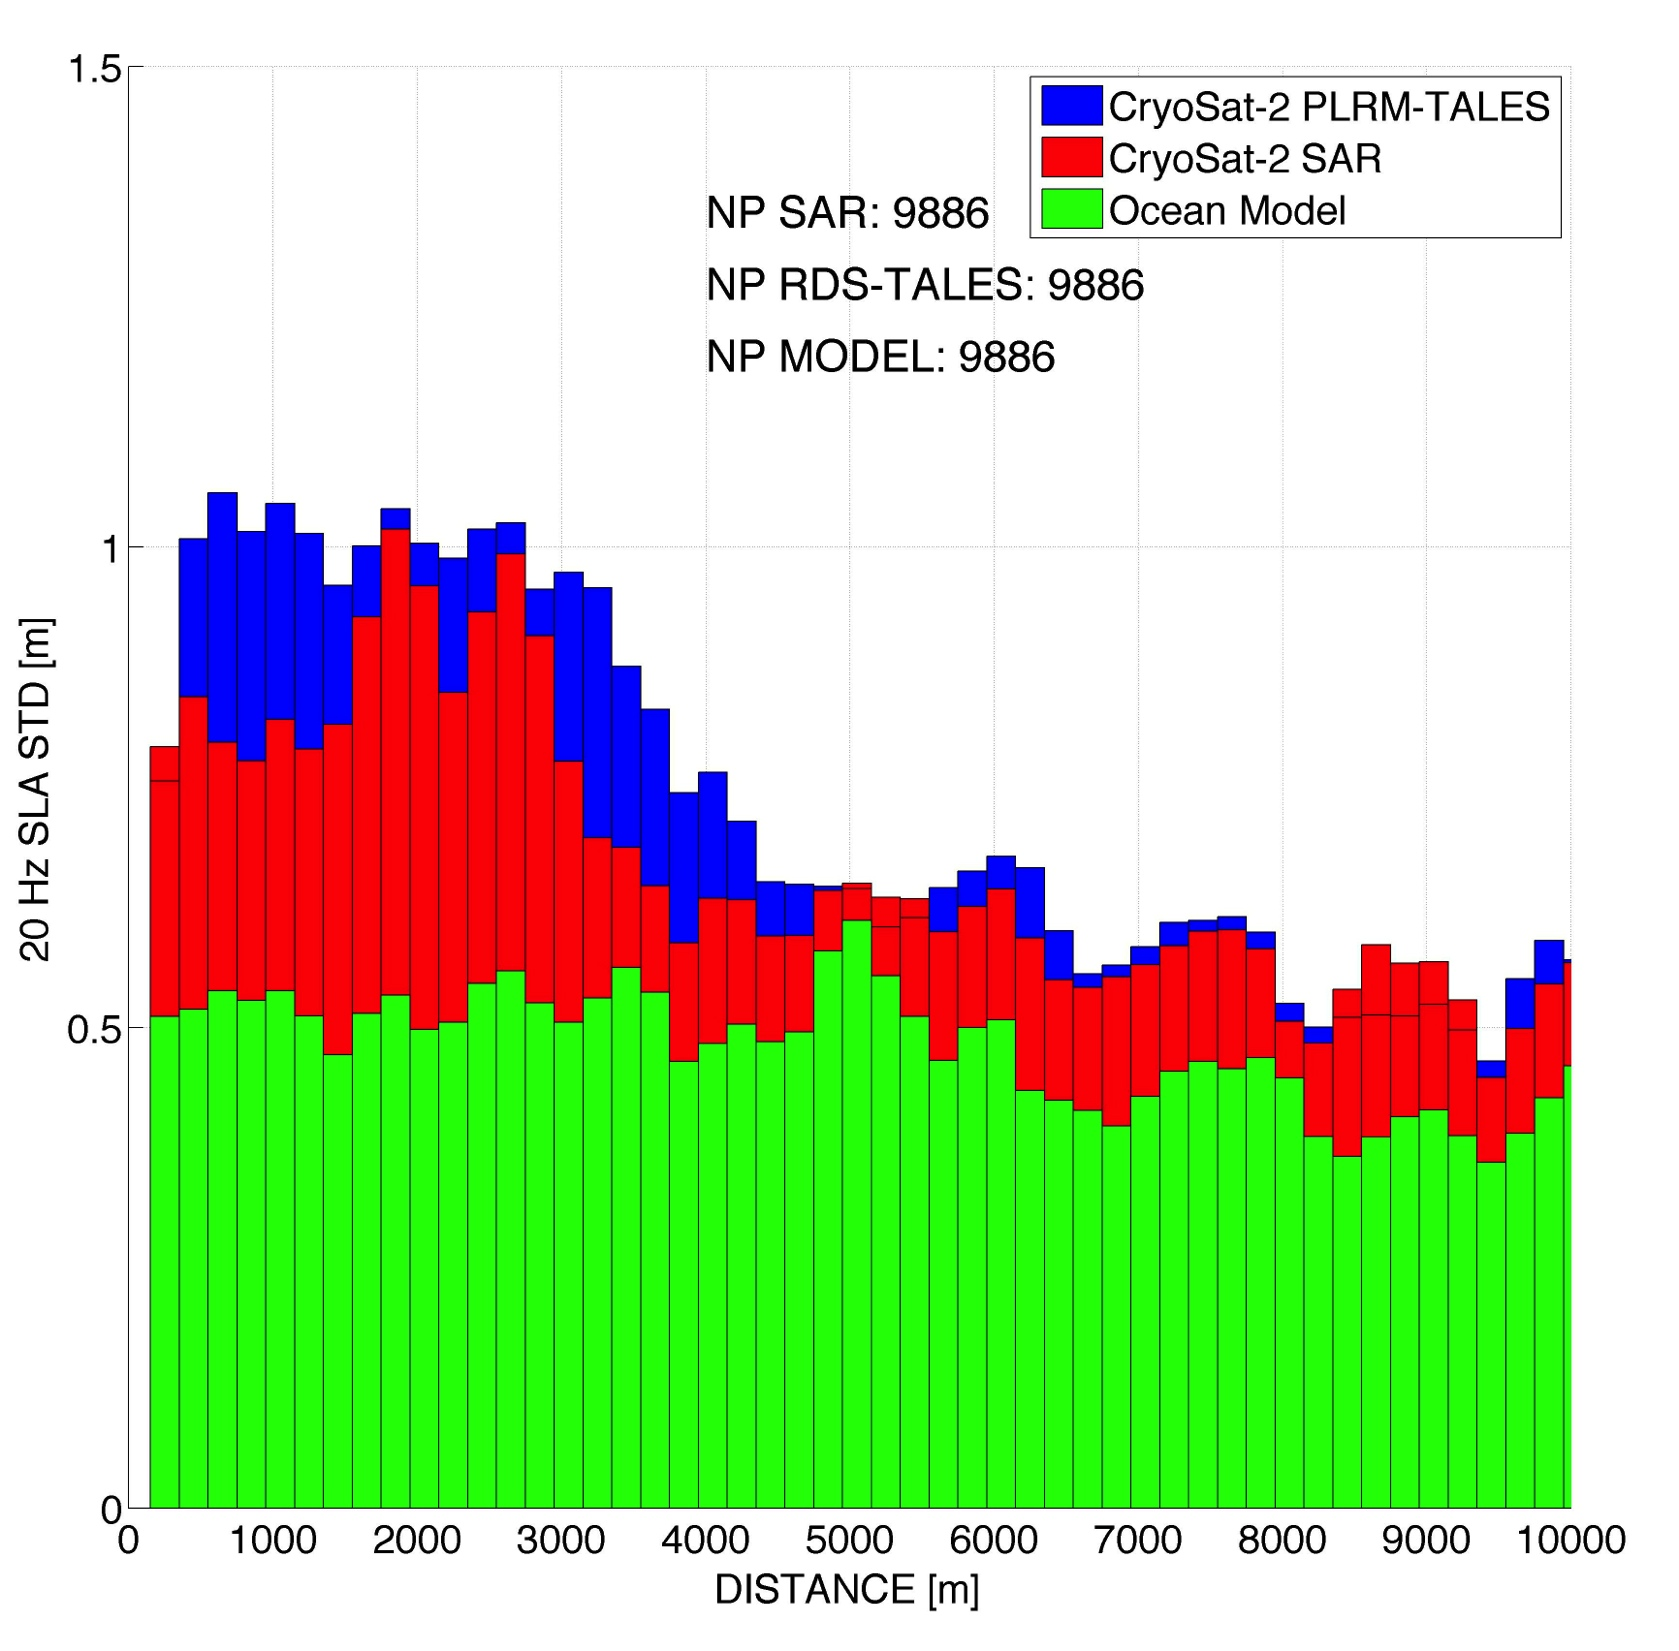 1.5
CryoSat-2 PLRM-TALES
CryoSat-2 SAR
Ocean Model
NP SAR: 9886
NP RDS-TALES: 9886
NP MODEL: 9886
1
20 Hz SLA STD [m]
0.5
0
0 1000 2000 3000 4000 5000 6000 7000 8000 9000 10000
DISTANCE [m]